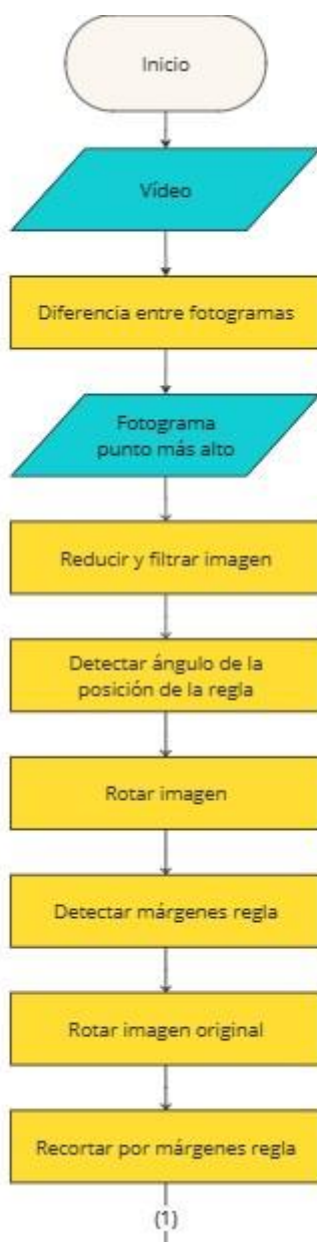 Inicio
Vídeo
Diferencia entre fotogramas
Fotograma
punto más alto
Reducir y filtrar imagen
Detectar ángulo de la
posición de la regla
Rotar imagen
Detectar márgenes regla
Rotar imagen original
Recortar por márgenes regla
(1)